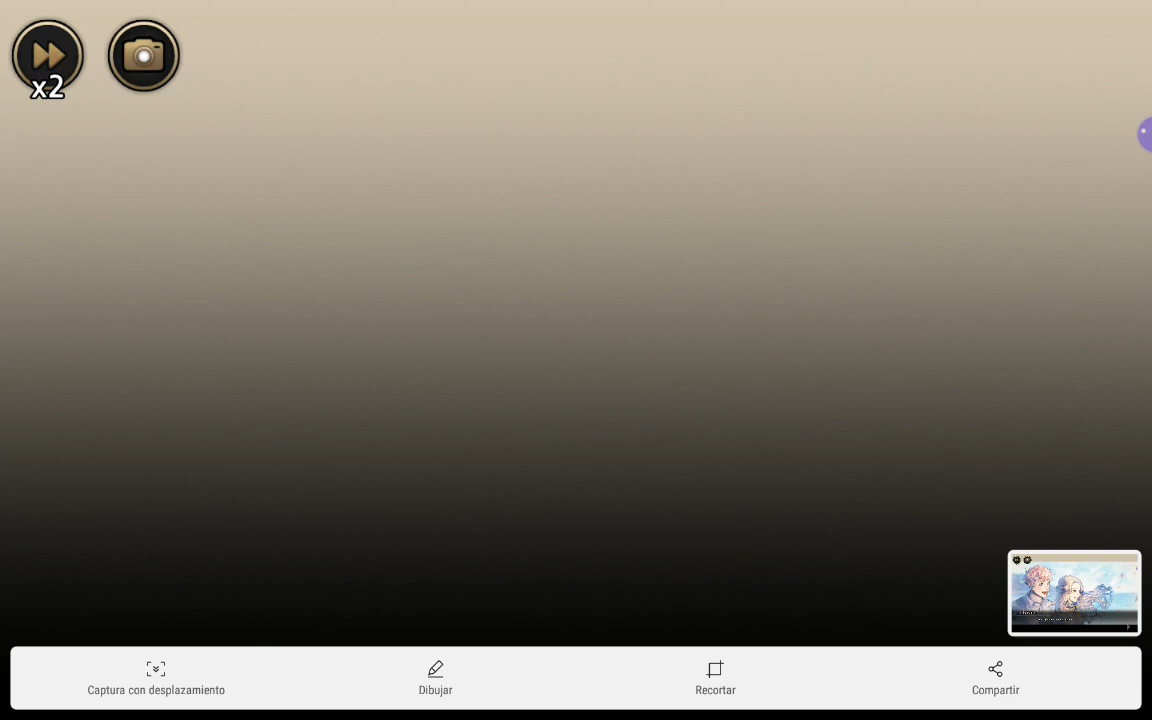 x2
Captura con desplazamiento
Dibujar
Recortar
Compartir